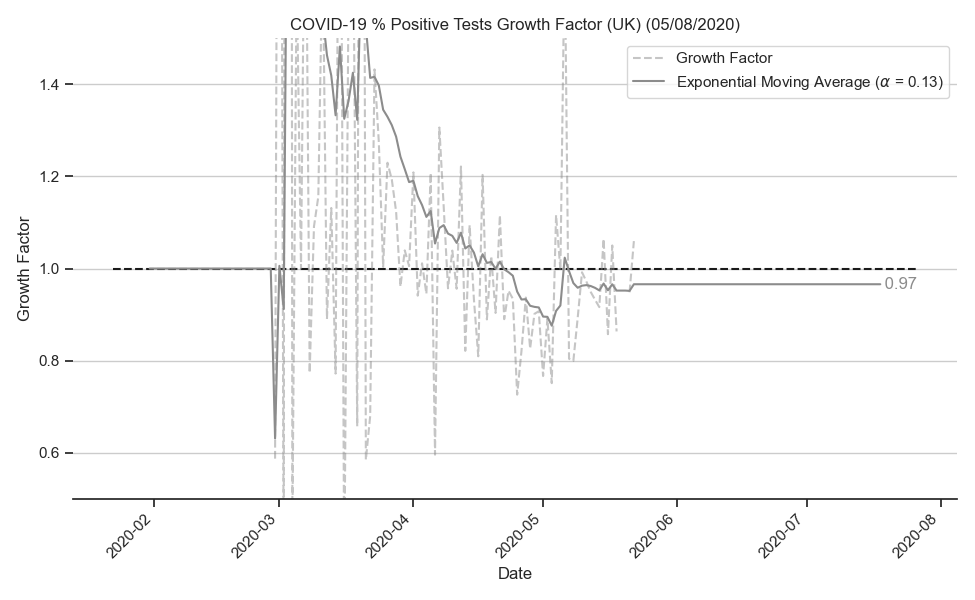 COVID-19 % Positive Tests Growth Factor (UK) (05/08/2020)
Growth Factor
Exponential Moving Average (α = 0.13)
Growth Factor
1.4
1.2
1.0
0.8
0.6
0.97
2020-02
2020-03
2020-04
2020-05
2020-06
2020-07
2020-08
Date